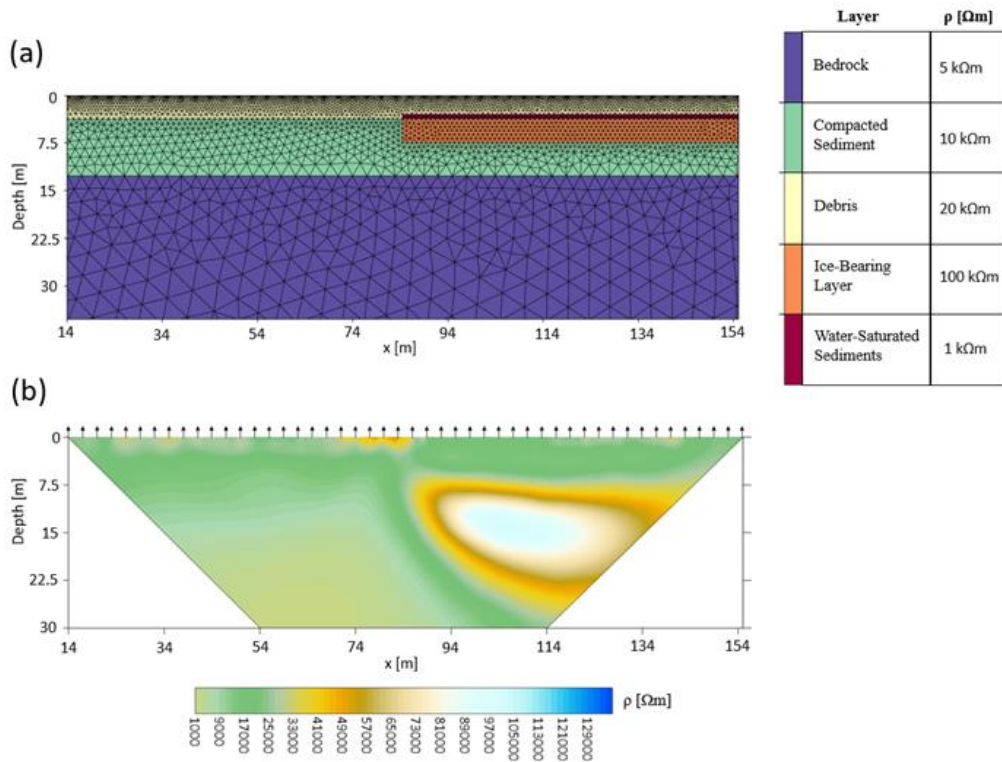 (a)
0
7.5
15
22.5
30
Depth [m]
14 34 54 74 94 114 134 154
x [m]
Layer ρ [Ωm]
Bedrock 5 kΩm
Compacted
Sediment 10 kΩm
Debris 20 kΩm
Ice-Bearing
Layer 100 kΩm
Water-Saturated
Sediments 1 kΩm
(b)
0
7.5
15
22.5
30
Depth [m]
14 34 54 74 94 114 134 154
x [m]
ρ [Ωm]
1000 9000 17000 25000 33000 41000 49000 57000 65000 73000 81000 89000 97000 105000 113000 121000 129000